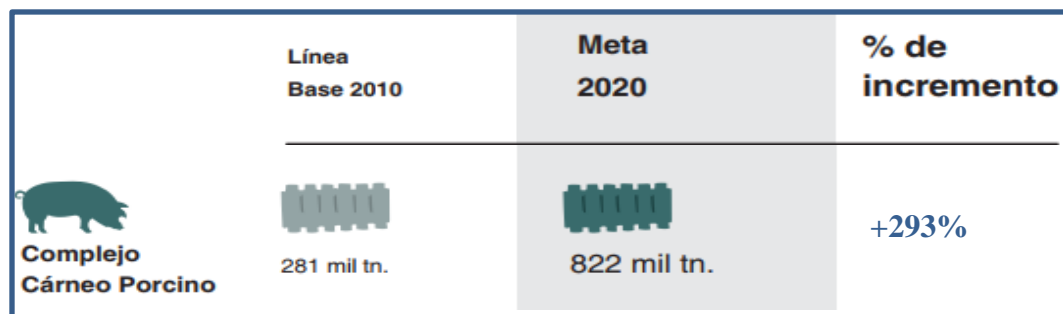 Línea
Base 2010
Meta
2020
% de
incremento
Complejo
Cárneo Porcino
281 mil tn.
822 mil tn.
+293%